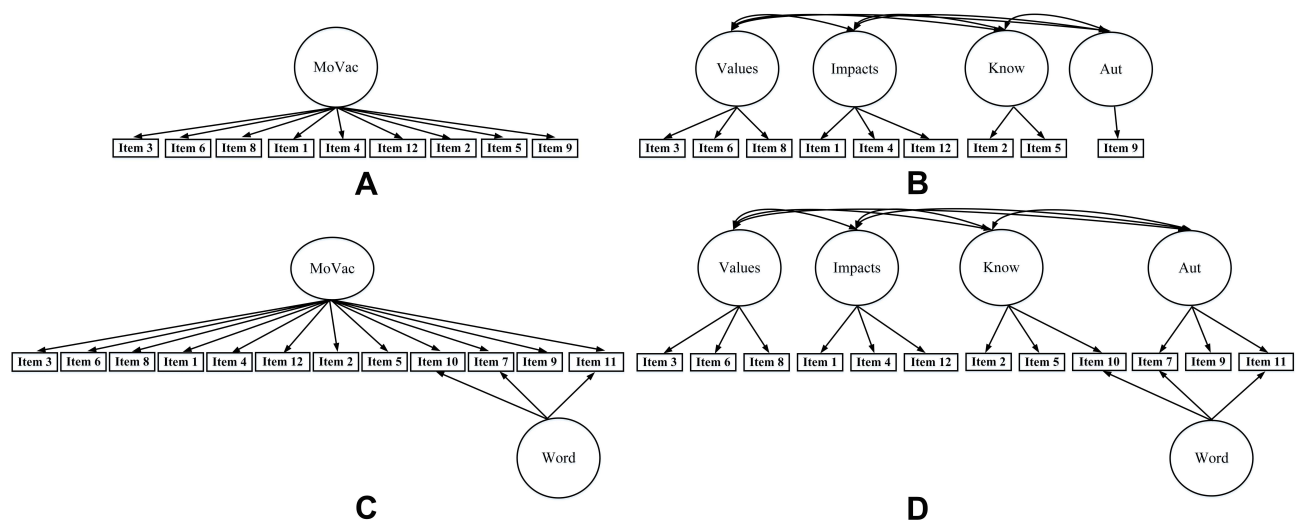 MoVac
Item 3 Item 6 Item 8 Item 1 Item 4 Item 12 Item 2 Item 5 Item 9
A
Values Impacts Know Aut
Item 3 Item 6 Item 8 Item 1 Item 4 Item 12 Item 2 Item 5 Item 9
B
MoVac
Item 3 Item 6 Item 8 Item 1 Item 4 Item 12 Item 2 Item 5 Item 10 Item 7 Item 9 Item 11
Word
C
Values Impacts Know Aut
Item 3 Item 6 Item 8 Item 1 Item 4 Item 12 Item 2 Item 5 Item 10 Item 7 Item 9 Item 11
Word
D